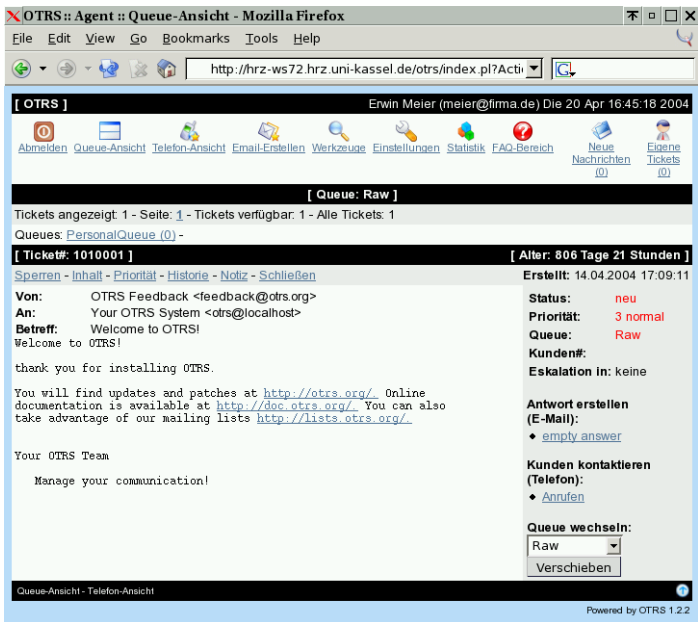 OTRS :: Agent :: Queue-Ansicht - Mozilla Firefox
File Edit View Go Bookmarks Tools Help
http://hrz-ws72.hrz.uni-kassel.de/otrs/index.pl?Acti
G
[ OTRS ] Erwin Meier (meier@firma.de) Die 20 Apr 16:45:18 2004
Abmelden Queue-Ansicht Telefon-Ansicht Email-Erstellen Werkzeuge Einstellungen Statistik FAQ-Bereich Neue Nachrichten (0) Eigene Tickets (0)
[ Queue: Raw ]
Tickets angezeigt: 1 - Seite: 1 - Tickets verfügbar: 1 - Alle Tickets: 1
Queues: PersonalQueue (0) -
[ Ticket#: 1010001 ] [ Alter: 806 Tage 21 Stunden ]
Sperren - Inhalt - Priorität - Historie - Notiz - Schließen Erstellt: 14.04.2004 17:09:11
Von: OTRS Feedback <feedback@otrs.org>
An: Your OTRS System <otrs@localhost>
Betreff: Welcome to OTRS!
Welcome to OTRS!
thank you for installing OTRS.
You will find updates and patches at http://otrs.org/. Online
documentation is available at http://doc.otrs.org/. You can also
take advantage of our mailing lists http://lists.otrs.org/.
Your OTRS Team
Manage your communication!
Status: neu
Priorität: 3 normal
Queue: Raw
Kunden#:
Eskalation in: keine
Antwort erstellen
(E-Mail):
empty answer
Kunden kontaktieren
(Telefon):
Anrufen
Queue wechseln:
Raw
Verschieben
Queue-Ansicht - Telefon-Ansicht
Powered by OTRS 1.2.2